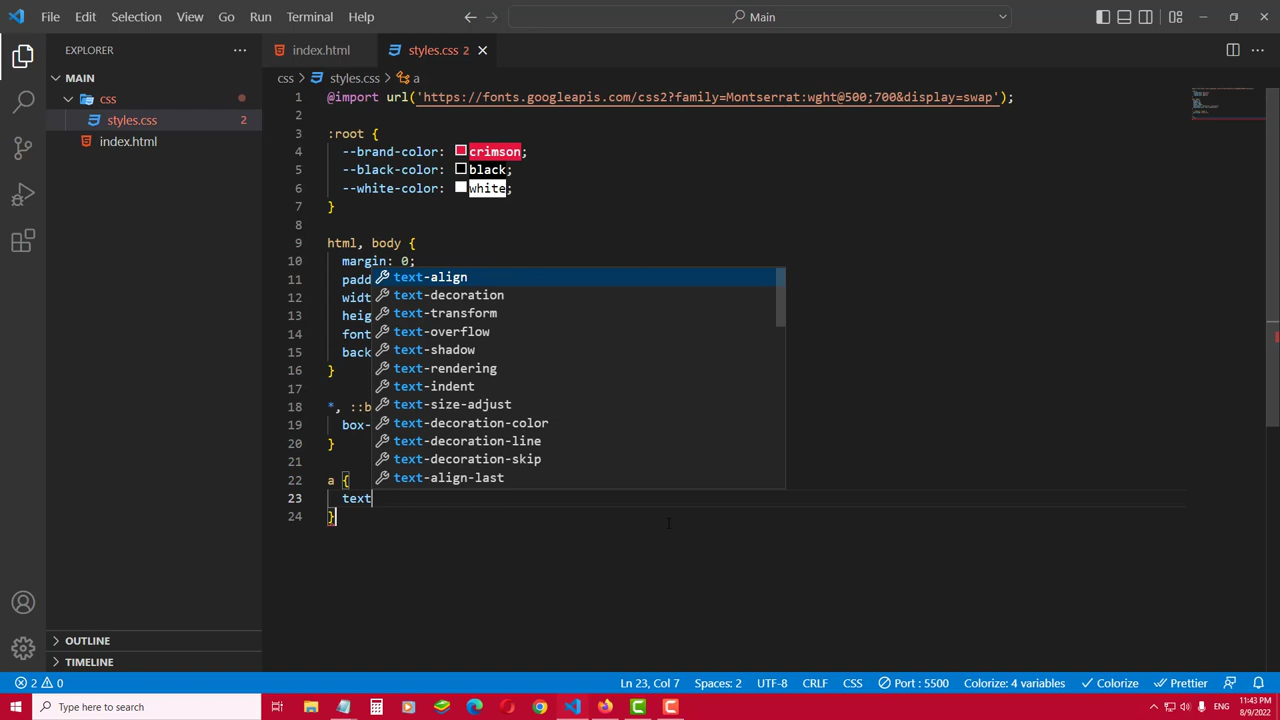 File Edit Selection View Go Run Terminal Help
Main
EXPLORER
index.html
styles.css 2
MAIN
css > styles.css > a
css
styles.css 2
index.html
1 @import url('https://fonts.googleapis.com/css2?family=Montserrat:wght@500;700&display=swap');
2
3 :root {
4 --brand-color: crimson;
5 --black-color: black;
6 --white-color: white;
7 }
8
9 html, body {
10 margin: 0;
11 padd
12 widt
13 heig
14 font
15 back
16 }
17
18 *, ::b
19 box-
20 }
21
22 a {
23 text
24 }
text-align
text-decoration
text-transform
text-overflow
text-shadow
text-rendering
text-indent
text-size-adjust
text-decoration-color
text-decoration-line
text-decoration-skip
text-align-last
OUTLINE
TIMELINE
2 0
Ln 23, Col 7 Spaces: 2 UTF-8 CRLF CSS Port : 5500 Colorize: 4 variables Colorize Prettier
Type here to search
ENG
11:43 PM
8/9/2022